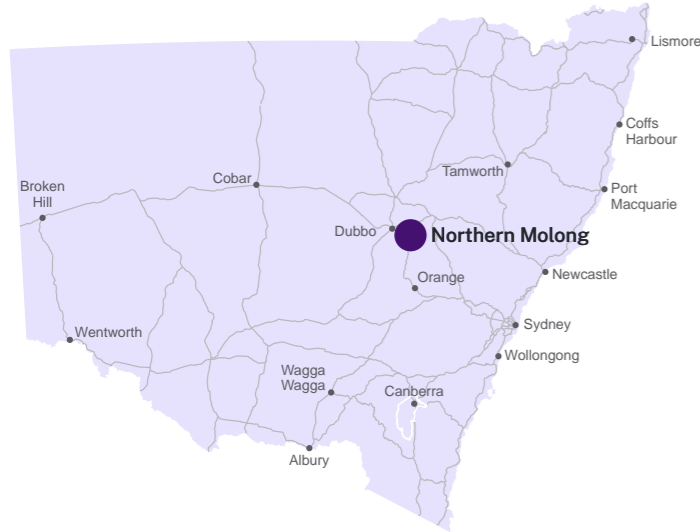 Lismore
Coffs
Harbour
Tamworth
Cobar
Broken
Hill
Port
Macquarie
Dubbo
Northern Molong
Newcastle
Orange
Sydney
Wentworth
Wollongong
Wagga
Wagga
Canberra
Albury